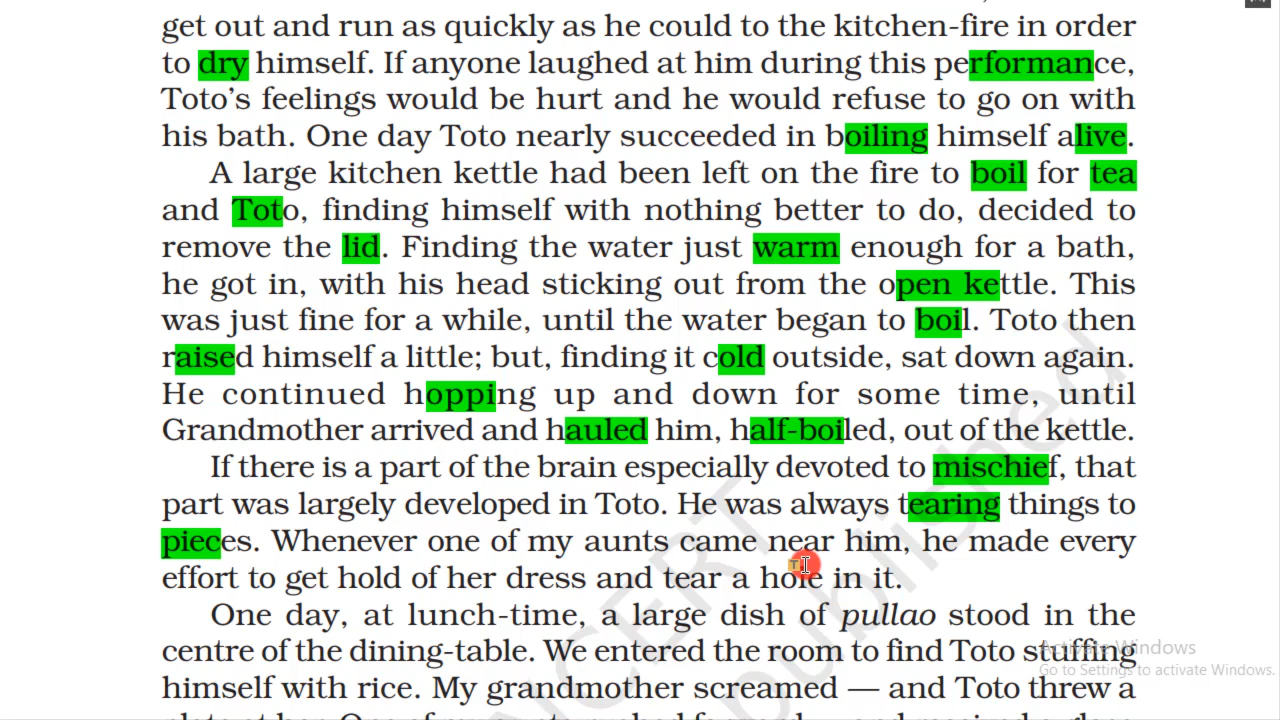 get out and run as quickly as he could to the kitchen-fire in order
to dry himself. If anyone laughed at him during this performance,
Toto’s feelings would be hurt and he would refuse to go on with
his bath. One day Toto nearly succeeded in boiling himself alive.
A large kitchen kettle had been left on the fire to boil for tea
and Toto, finding himself with nothing better to do, decided to
remove the lid. Finding the water just warm enough for a bath,
he got in, with his head sticking out from the open kettle. This
was just fine for a while, until the water began to boil. Toto then
raised himself a little; but, finding it cold outside, sat down again.
He continued hopping up and down for some time, until
Grandmother arrived and hauled him, half-boiled, out of the kettle.
If there is a part of the brain especially devoted to mischief, that
part was largely developed in Toto. He was always tearing things to
pieces. Whenever one of my aunts came near him, he made every
effort to get hold of her dress and tear a hole in it.
One day, at lunch-time, a large dish of pullao stood in the
centre of the dining-table. We entered the room to find Toto stuffing
himself with rice. My grandmother screamed — and Toto threw a
NCERT
published
Activate Windows
Go to Settings to activate Windows.